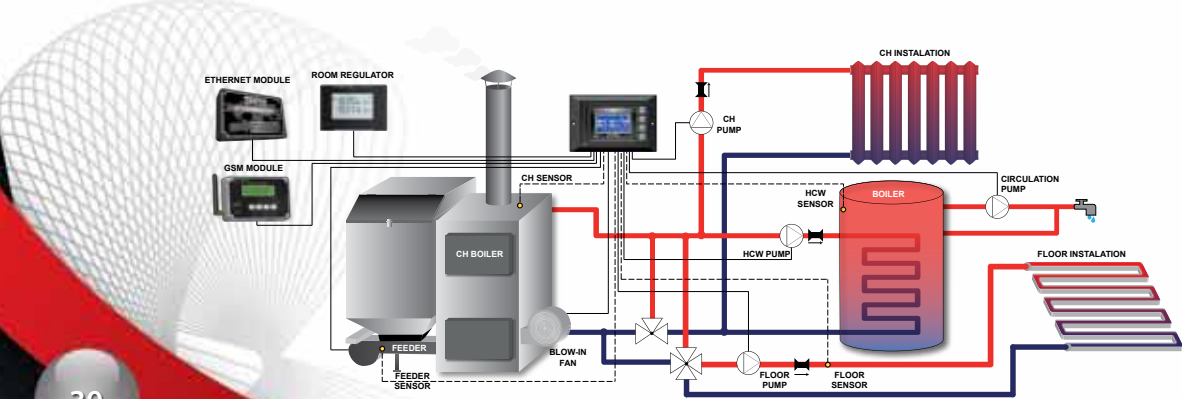 CH INSTALATION
ETHERNET MODULE
ROOM REGULATOR
CH
PUMP
GSM MODULE
CH SENSOR
HCW
SENSOR
BOILER
CIRCULATION
PUMP
CH BOILER
HCW PUMP
FLOOR INSTALATION
FEEDER
BLOW-IN
FAN
FEEDER
SENSOR
FLOOR
PUMP
FLOOR
SENSOR